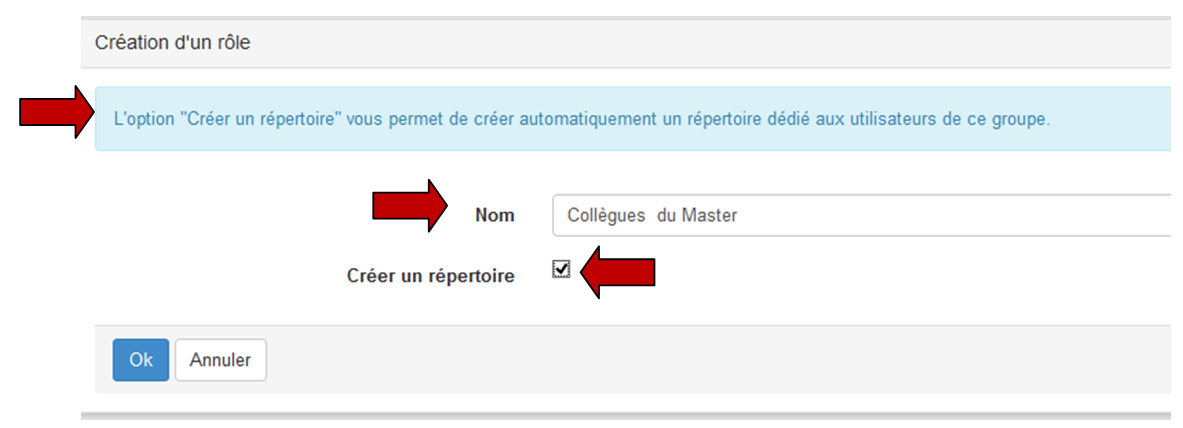 Création d'un rôle
L'option "Créer un répertoire" vous permet de créer automatiquement un répertoire dédié aux utilisateurs de ce groupe.
Nom Collègues  du Master
Créer un répertoire
Ok Annuler